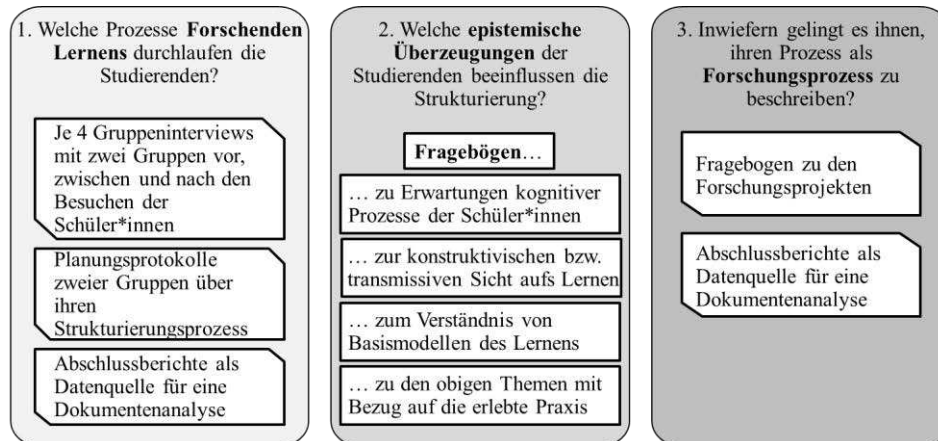 1. Welche Prozesse Forschenden
Lernens durchlaufen die
Studierenden?
Je 4 Gruppeninterviews
mit zwei Gruppen vor,
zwischen und nach den
Besuchen der
Schüler*innen
Planungsprotokolle
zweier Gruppen über
ihren
Strukturierungsprozess
Abschlussberichte als
Datenquelle für eine
Dokumentenanalyse
2. Welche epistemische
Überzeugungen der
Studierenden beeinflussen die
Strukturierung?
Fragebögen…
… zu Erwartungen kognitiver
Prozesse der Schüler*innen
… zur konstruktivischen bzw.
transmissiven Sicht aufs Lernen
… zum Verständnis von
Basismodellen des Lernens
… zu den obigen Themen mit
Bezug auf die erlebte Praxis
3. Inwiefern gelingt es ihnen,
ihren Prozess als
Forschungsprozess zu
beschreiben?
Fragebogen zu den
Forschungsprojekten
Abschlussberichte als
Datenquelle für eine
Dokumentenanalyse